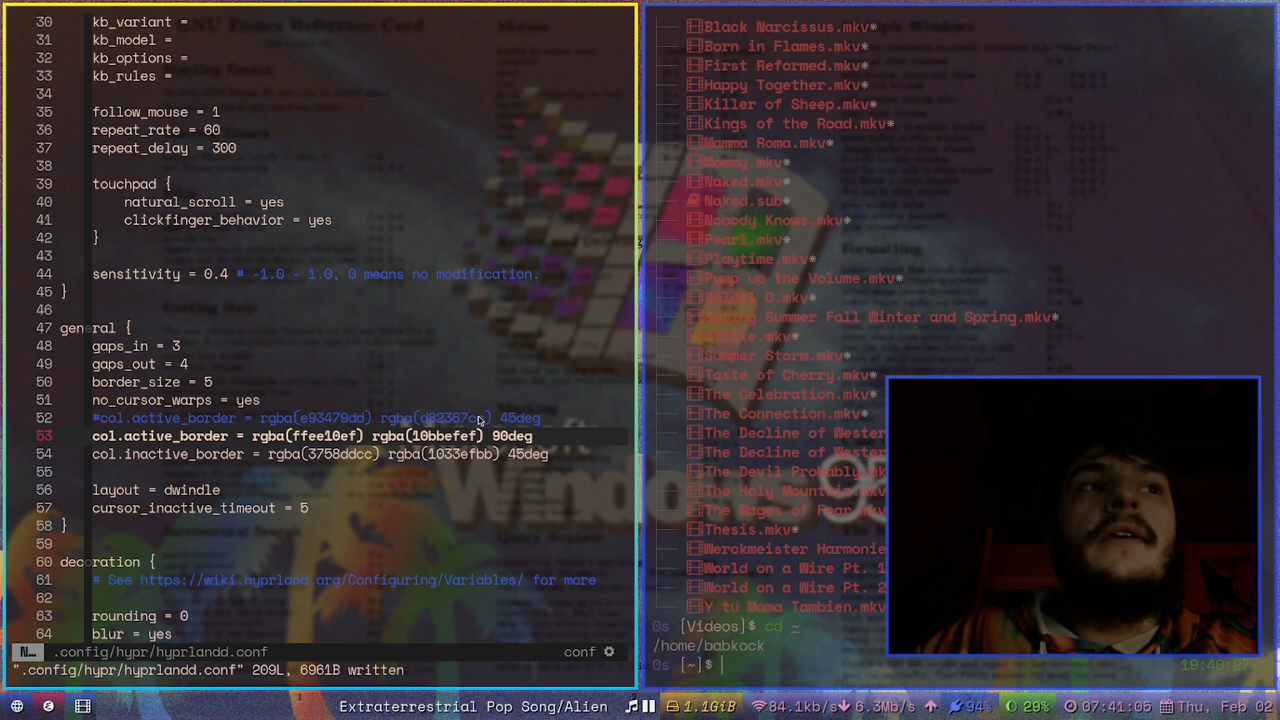 30 kb_variant =
31 kb_model =
32 kb_options =
33 kb_rules =
34
35 follow_mouse = 1
36 repeat_rate = 60
37 repeat_delay = 300
38
39 touchpad {
40 natural_scroll = yes
41 clickfinger_behavior = yes
42 }
43
44 sensitivity = 0.4 # -1.0 - 1.0, 0 means no modification.
45 }
46
47 general {
48 gaps_in = 3
49 gaps_out = 4
50 border_size = 5
51 no_cursor_warps = yes
52 #col.active_border = rgba(e93479dd) 45deg
53 col.active_border = rgba(ffee10ef) rgba(10bbefef) 90deg
54 col.inactive_border = rgba(3758ddcc) rgba(1033efbb) 45deg
55
56 layout = dwindle
57 cursor_inactive_timeout = 5
58 }
59
60 decoration {
61 # See https://wiki.hyprland.org/Configuring/Variables/ for more
62
63 rounding = 0
64 blur = yes
N… .config/hypr/hyprlandd.conf conf
".config/hypr/hyprlandd.conf" 209L, 6961B written
Black Narcissus.mkv*
Born in Flames.mkv*
First Reformed.mkv*
Happy Together.mkv*
Killer of Sheep.mkv*
Kings of the Road.mkv*
Mamma Roma.mkv*
Mommy.mkv*
Naked.mkv*
Naked.sub*
Nobody Knows.mkv*
Pearl.mkv*
Playtime.mkv*
Pump up the Volume.mkv*
O.mkv*
Spring Summer Fall Winter and Spring.mkv*
Strike.mkv*
Summer Storm.mkv*
Taste of Cherry.mkv*
The Celebration.mkv*
The Connection.mkv*
The Decline of Wester
The Decline of Wester
The Devil Probably.mk
The Holy Mountain.mkv
The Wages of Fear.mkv
Thesis.mkv*
Werckmeister Harmonie
World on a Wire Pt. 1
World on a Wire Pt. 2
Y tu Mama Tambien.mkv
0s [Videos]$ cd ~
/home/babkock
0s [~]$
19:40:27
1 Extraterrestrial Pop Song/Alien 1.1GiB 84.1kb/s 6.3Mb/s 94% 29% 07:41:05 Thu, Feb 02